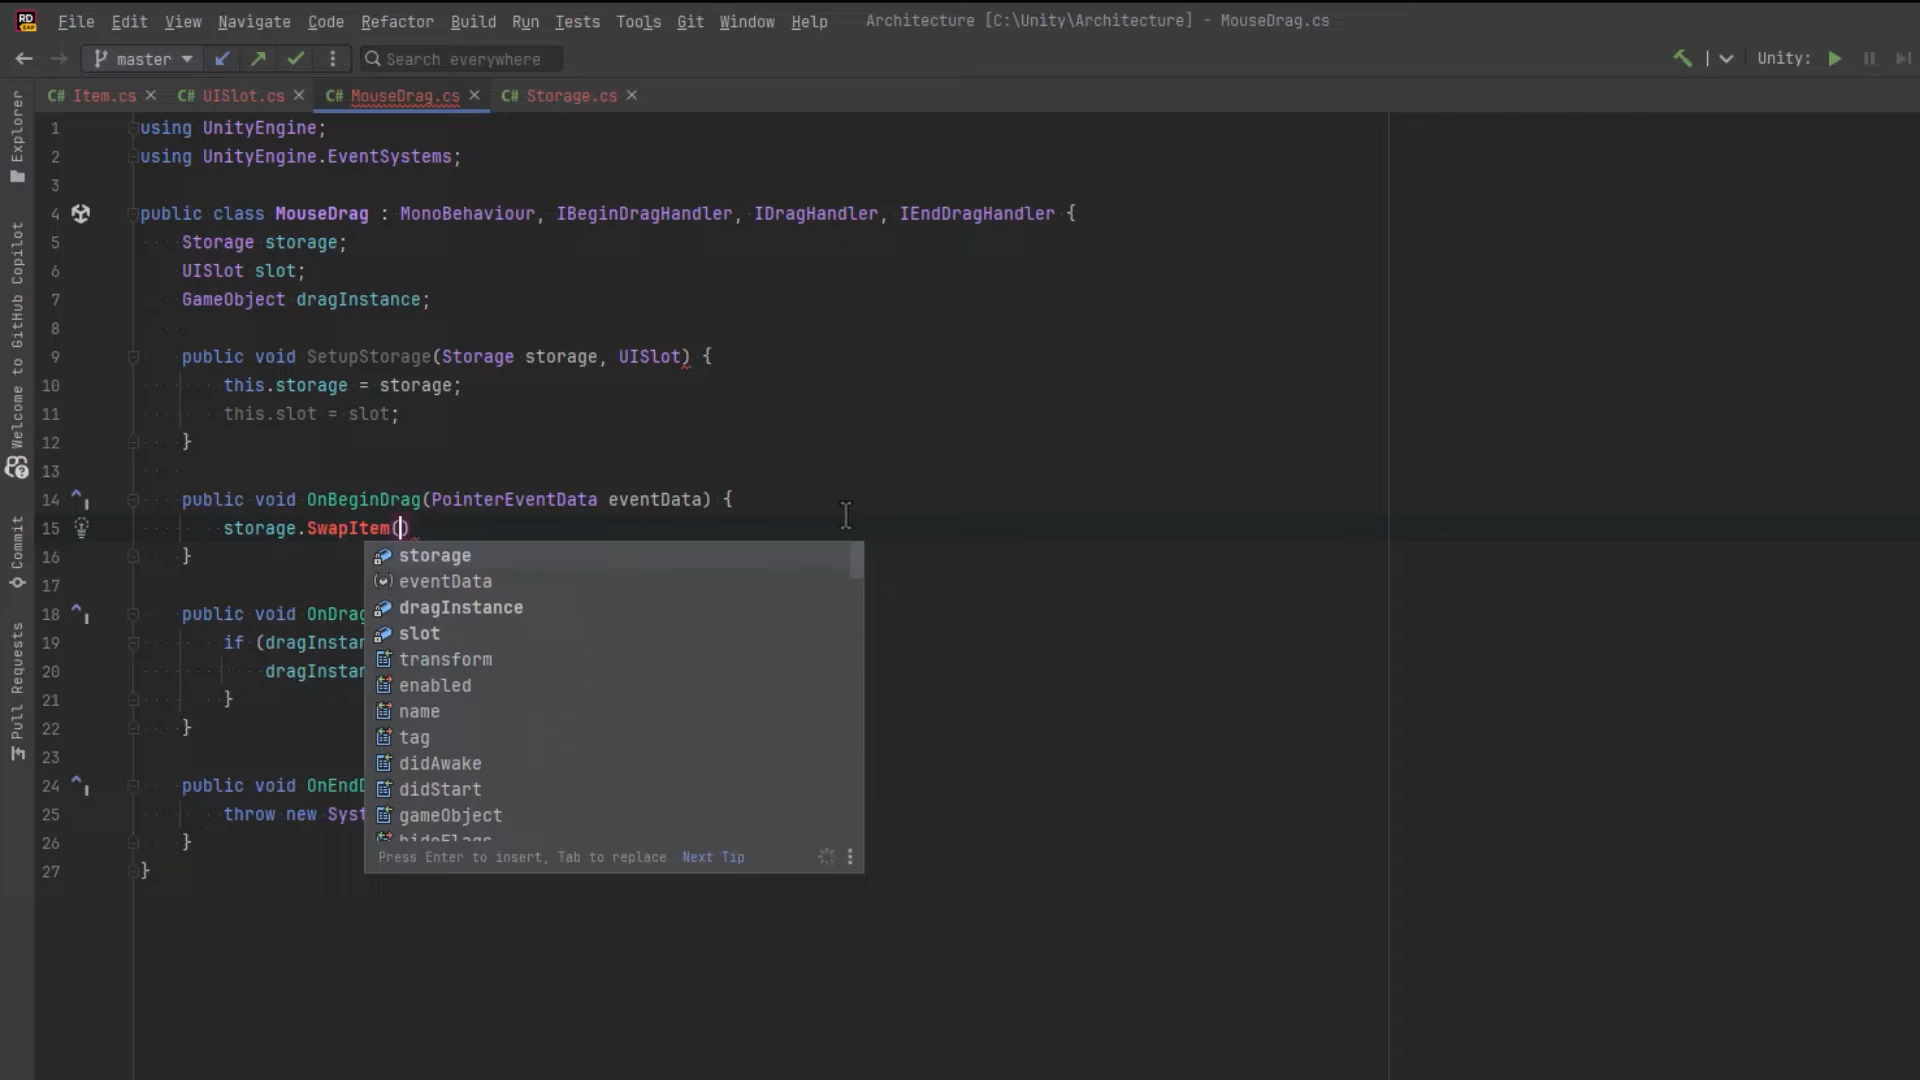 RD
File Edit View Navigate Code Refactor Build Run Tests Tools Git Window Help Architecture [C:\Unity\Architecture] - MouseDrag.cs
master Search everywhere Unity:
C# Item.cs C# UISlot.cs C# MouseDrag.cs C# Storage.cs
Explorer
Welcome to GitHub Copilot
Commit
Pull Requests
1 using UnityEngine;
2 using UnityEngine.EventSystems;
3
4 public class MouseDrag : MonoBehaviour, IBeginDragHandler, IDragHandler, IEndDragHandler {
5 Storage storage;
6 UISlot slot;
7 GameObject dragInstance;
8
9 public void SetupStorage(Storage storage, UISlot) {
10 this.storage = storage;
11 this.slot = slot;
12 }
13
14 public void OnBeginDrag(PointerEventData eventData) {
15 storage.SwapItem()
16 }
17
18 public void OnDrag
19 if (dragInstan
20 dragInstan
21 }
22 }
23
24 public void OnEndD
25 throw new Syst
26 }
27 }
storage
eventData
dragInstance
slot
transform
enabled
name
tag
didAwake
didStart
gameObject
hideFlags
Press Enter to insert, Tab to replace Next Tip